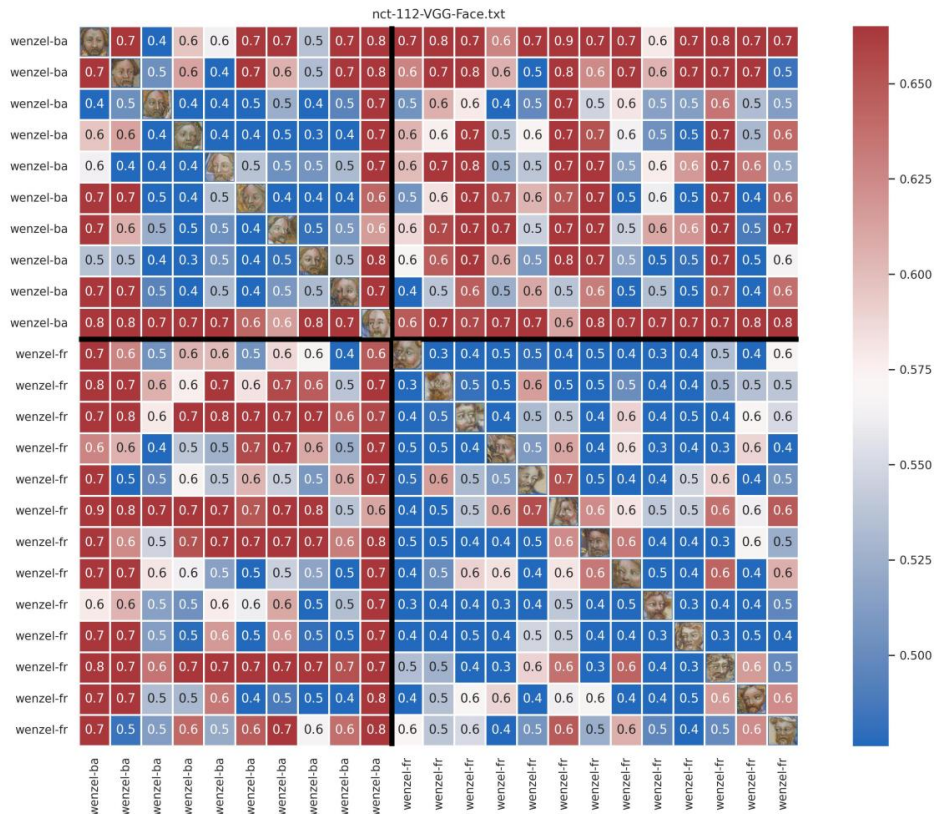 nct-112-VGG-Face.txt
wenzel-ba 0.7 0.4 0.6 0.6 0.7 0.7 0.5 0.7 0.8 0.7 0.8 0.7 0.6 0.7 0.9 0.7 0.7 0.6 0.7 0.8 0.7 0.7
wenzel-ba 0.7 0.5 0.6 0.4 0.7 0.6 0.5 0.7 0.8 0.6 0.7 0.8 0.6 0.5 0.8 0.6 0.7 0.6 0.7 0.7 0.7 0.5
wenzel-ba 0.4 0.5 0.4 0.4 0.5 0.5 0.4 0.5 0.7 0.5 0.6 0.6 0.4 0.5 0.7 0.5 0.6 0.5 0.5 0.6 0.5 0.5
wenzel-ba 0.6 0.6 0.4 0.4 0.4 0.5 0.3 0.4 0.7 0.6 0.6 0.7 0.5 0.6 0.7 0.7 0.6 0.5 0.5 0.7 0.5 0.6
wenzel-ba 0.6 0.4 0.4 0.4 0.5 0.5 0.5 0.5 0.7 0.6 0.7 0.8 0.5 0.5 0.7 0.7 0.5 0.6 0.6 0.7 0.6 0.5
wenzel-ba 0.7 0.7 0.5 0.4 0.5 0.4 0.4 0.4 0.6 0.5 0.6 0.7 0.7 0.6 0.7 0.7 0.5 0.6 0.5 0.7 0.4 0.6
wenzel-ba 0.7 0.6 0.5 0.5 0.5 0.4 0.5 0.5 0.6 0.6 0.7 0.7 0.7 0.5 0.7 0.7 0.5 0.6 0.6 0.7 0.5 0.7
wenzel-ba 0.5 0.5 0.4 0.3 0.5 0.4 0.5 0.5 0.8 0.6 0.6 0.7 0.6 0.5 0.8 0.7 0.5 0.5 0.5 0.7 0.5 0.6
wenzel-ba 0.7 0.7 0.5 0.4 0.5 0.4 0.5 0.5 0.7 0.4 0.5 0.6 0.5 0.6 0.5 0.6 0.5 0.5 0.5 0.7 0.4 0.6
wenzel-ba 0.8 0.8 0.7 0.7 0.7 0.6 0.6 0.8 0.7 0.6 0.7 0.7 0.7 0.7 0.6 0.8 0.7 0.7 0.7 0.7 0.8 0.8
wenzel-fr 0.7 0.6 0.5 0.6 0.6 0.5 0.6 0.6 0.4 0.6 0.3 0.4 0.5 0.4 0.4 0.4 0.4 0.3 0.4 0.5 0.4 0.6
wenzel-fr 0.8 0.7 0.6 0.6 0.7 0.6 0.7 0.6 0.5 0.7 0.3 0.5 0.5 0.6 0.5 0.5 0.5 0.4 0.4 0.5 0.5 0.5
wenzel-fr 0.7 0.8 0.6 0.7 0.8 0.7 0.7 0.7 0.6 0.7 0.4 0.5 0.4 0.5 0.5 0.4 0.6 0.4 0.5 0.4 0.6 0.6
wenzel-fr 0.6 0.6 0.4 0.5 0.5 0.7 0.7 0.6 0.5 0.7 0.5 0.5 0.4 0.5 0.6 0.4 0.6 0.3 0.4 0.3 0.6 0.4
wenzel-fr 0.7 0.5 0.5 0.6 0.5 0.6 0.5 0.5 0.6 0.7 0.4 0.6 0.5 0.5 0.7 0.5 0.4 0.4 0.5 0.6 0.4 0.5
wenzel-fr 0.9 0.8 0.7 0.7 0.7 0.7 0.7 0.8 0.5 0.6 0.4 0.5 0.5 0.6 0.7 0.6 0.6 0.5 0.5 0.6 0.6 0.6
wenzel-fr 0.7 0.6 0.5 0.7 0.7 0.7 0.7 0.7 0.6 0.8 0.4 0.5 0.4 0.4 0.5 0.6 0.6 0.4 0.4 0.3 0.6 0.5
wenzel-fr 0.7 0.7 0.6 0.6 0.5 0.5 0.5 0.5 0.5 0.7 0.4 0.5 0.6 0.6 0.4 0.6 0.6 0.5 0.4 0.6 0.4 0.6
wenzel-fr 0.6 0.6 0.5 0.5 0.6 0.6 0.6 0.5 0.5 0.7 0.3 0.4 0.4 0.3 0.4 0.5 0.4 0.5 0.3 0.4 0.4 0.5
wenzel-fr 0.7 0.7 0.5 0.5 0.6 0.5 0.6 0.5 0.5 0.7 0.4 0.4 0.5 0.4 0.5 0.5 0.4 0.4 0.3 0.3 0.5 0.4
wenzel-fr 0.8 0.7 0.6 0.7 0.7 0.7 0.7 0.7 0.7 0.7 0.5 0.5 0.4 0.3 0.6 0.6 0.3 0.6 0.4 0.3 0.6 0.5
wenzel-fr 0.7 0.7 0.5 0.5 0.6 0.4 0.5 0.5 0.4 0.8 0.4 0.5 0.6 0.6 0.4 0.6 0.6 0.4 0.4 0.5 0.6 0.6
wenzel-fr 0.7 0.5 0.5 0.6 0.5 0.6 0.7 0.6 0.6 0.8 0.6 0.5 0.6 0.4 0.5 0.6 0.5 0.6 0.5 0.4 0.5 0.6
wenzel-ba wenzel-ba wenzel-ba wenzel-ba wenzel-ba wenzel-ba wenzel-ba wenzel-ba wenzel-ba wenzel-ba wenzel-fr wenzel-fr wenzel-fr wenzel-fr wenzel-fr wenzel-fr wenzel-fr wenzel-fr wenzel-fr wenzel-fr wenzel-fr wenzel-fr wenzel-fr
0.650
0.625
0.600
0.575
0.550
0.525
0.500